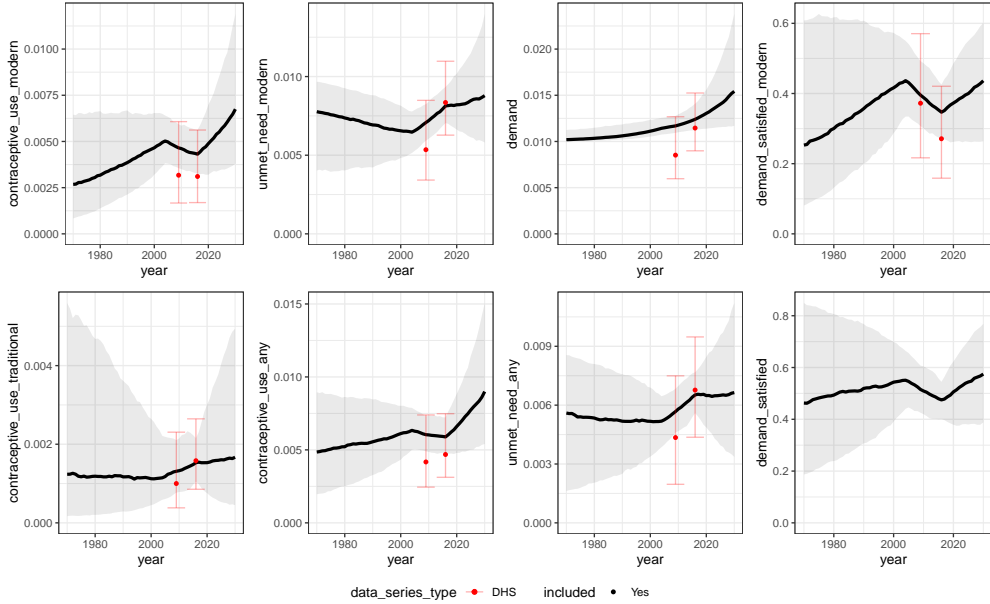 contraceptive_use_modern
0.0100
0.0075
0.0050
0.0025
0.0000
1980 2000 2020
year
unmet_need_modern
0.010
0.005
0.000
1980 2000 2020
year
demand
0.020
0.015
0.010
0.005
0.000
1980 2000 2020
year
demand_satisfied_modern
0.6
0.4
0.2
0.0
1980 2000 2020
year
contraceptive_use_traditional
0.004
0.002
0.000
1980 2000 2020
year
contraceptive_use_any
0.015
0.010
0.005
0.000
1980 2000 2020
year
unmet_need_any
0.009
0.006
0.003
0.000
1980 2000 2020
year
demand_satisfied
0.8
0.6
0.4
0.2
0.0
1980 2000 2020
year
data_series_type DHS included Yes